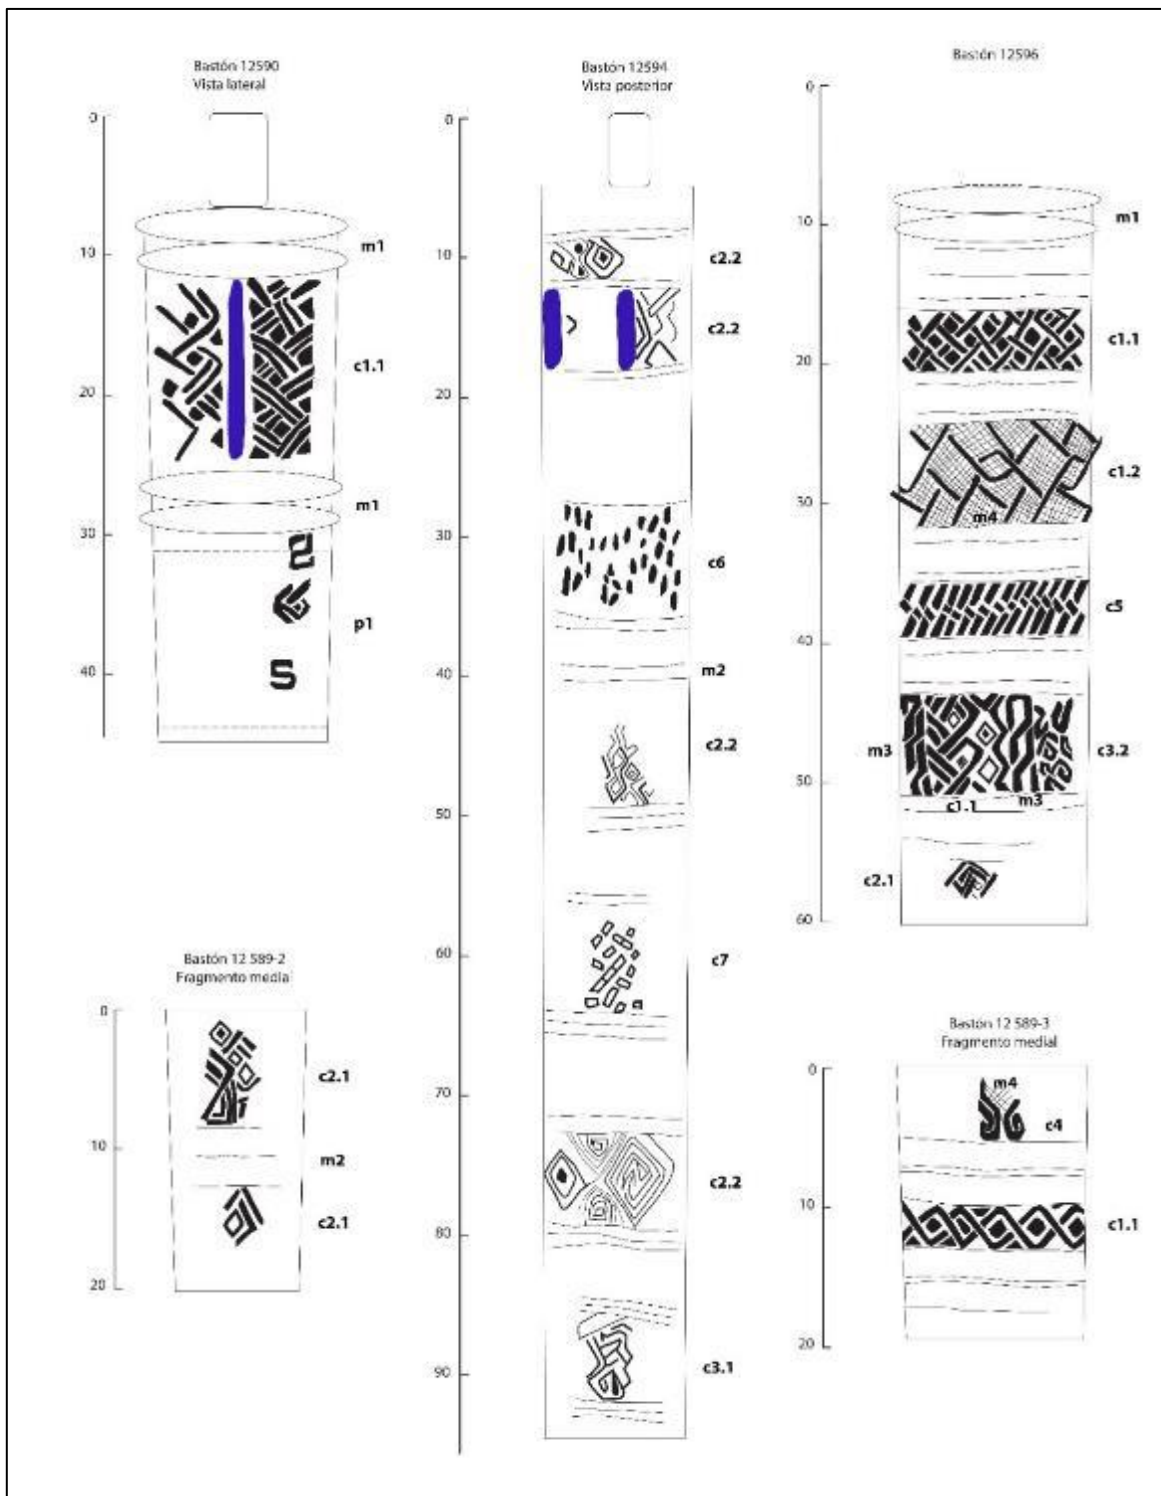 Bastón 12590
Vista lateral
0
10
20
30
40
m1
c1.1
m1
p1
Bastón 12594
Vista posterior
0
10
20
30
40
50
60
70
80
90
c2.2
c2.2
c6
m2
c2.2
c7
c2.2
c3.1
Bastón 12596
0
10
20
30
40
50
60
m1
c1.1
c1.2
m4
c5
m3
c3.2
c1.1
m3
c2.1
Bastón 12 589-2
Fragmento media
0
10
20
c2.1
m2
c2.1
Bastón 12 589-3
Fragmento medial
0
10
20
m4
c4
c1.1